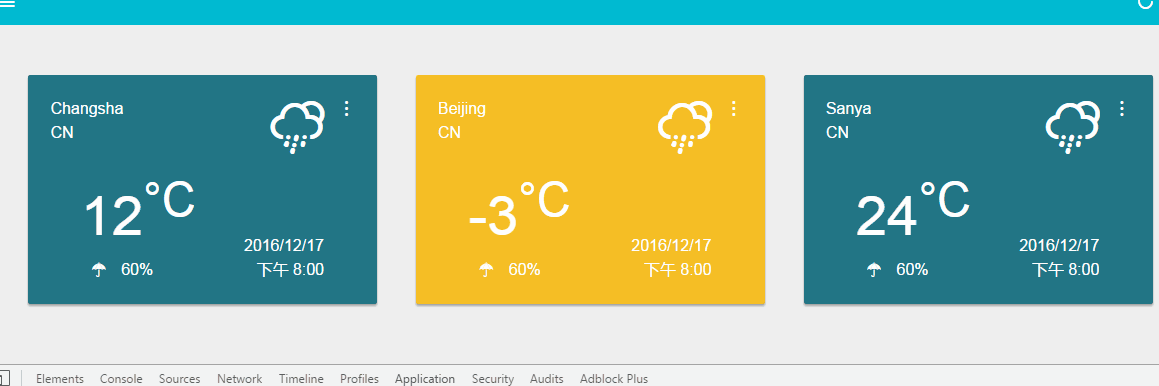 Changsha
CN
12°C
2016/12/17
60%
下午 8:00
Beijing
CN
-3°C
2016/12/17
60%
下午 8:00
Sanya
CN
24°C
2016/12/17
60%
下午 8:00
Elements Console Sources Network Timeline Profiles Application Security Audits Adblock Plus